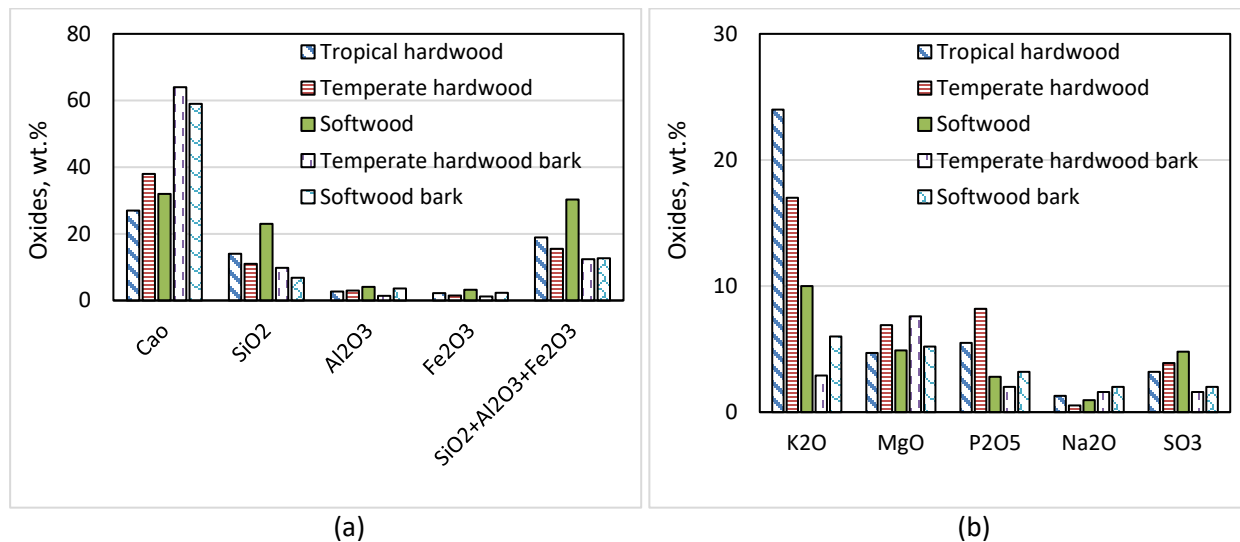 80
60
40
20
0
Oxides, wt.%
Tropical hardwood
Temperate hardwood
Softwood
Temperate hardwood bark
Softwood bark
Cao
SiO2
Al2O3
Fe2O3
SiO2+Al2O3+Fe2O3
(a)
30
20
10
0
Oxides, wt.%
Tropical hardwood
Temperate hardwood
Softwood
Temperate hardwood bark
Softwood bark
K2O MgO P2O5 Na2O SO3
(b)